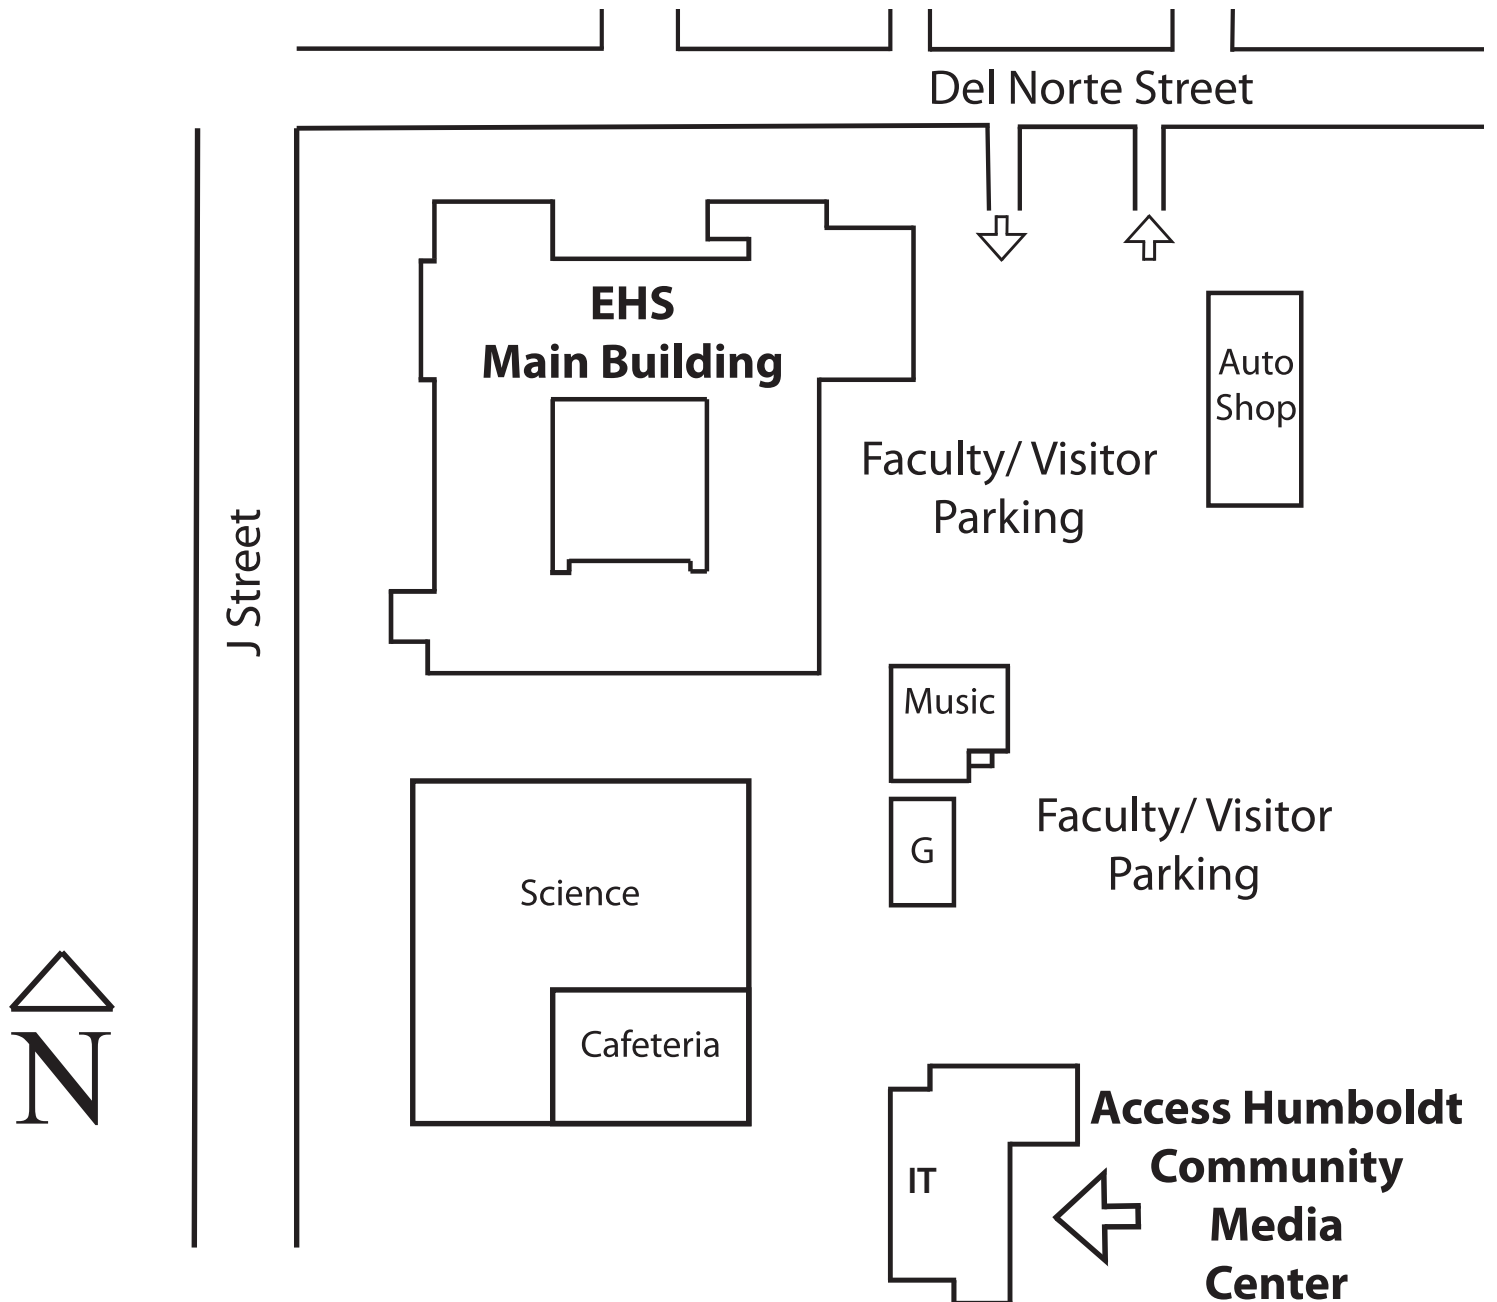 Del Norte Street
EHS
Main Building
Auto
Shop
Faculty/ Visitor
Parking
J Street
Music
Faculty/ Visitor
Parking
G
Science
Cafeteria
N
Access Humboldt
Community
Media
Center
IT